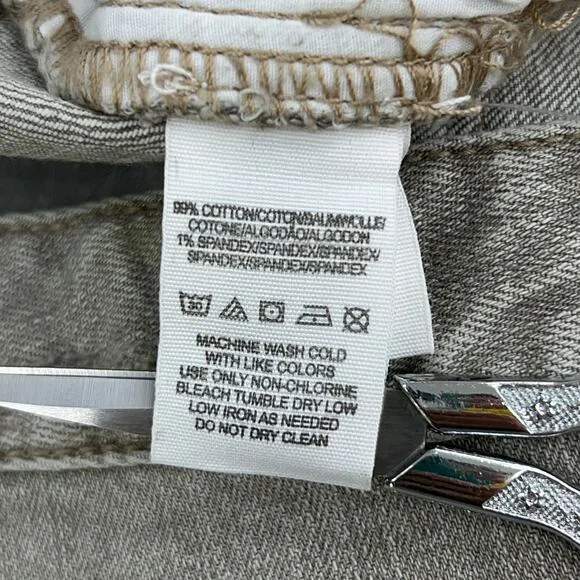 99% COTTON/COTON/BAUMWOLLE/
COTONE/ALGODÃO/ALGODON
1% SPANDEX/SPANDEX/SPANDEX/
SPANDEX/SPANDEX/SPANDEX
30
MACHINE WASH COLD
WITH LIKE COLORS
USE ONLY NON-CHLORINE
BLEACH TUMBLE DRY LOW
LOW IRON AS NEEDED
DO NOT DRY CLEAN